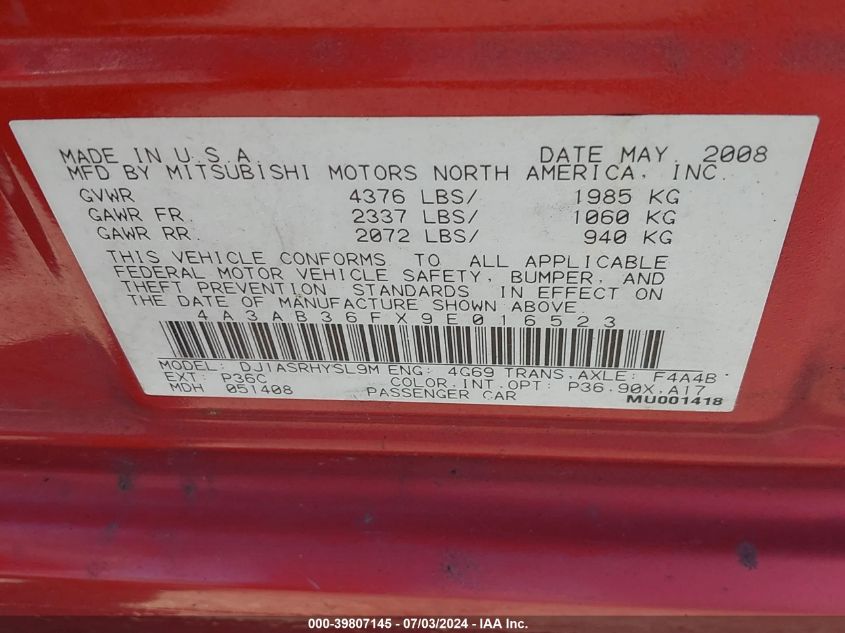 MADE IN U.S.A. DATE MAY. 2008
MFD BY MITSUBISHI MOTORS NORTH AMERICA, INC.
GVWR 4376 LBS/ 1985 KG
GAWR FR. 2337 LBS/ 1060 KG
GAWR RR. 2072 LBS/ 940 KG
THIS VEHICLE CONFORMS TO ALL APPLICABLE
FEDERAL MOTOR VEHICLE SAFETY, BUMPER, AND
THEFT PREVENTION STANDARDS IN EFFECT ON
THE DATE OF MANUFACTURE SHOWN ABOVE.
4A3AB36FX9E016523
MODEL: DJ1ASRHYSL9M ENG: 4G69 TRANS.AXLE: F4A4B
EXT: P36C COLOR.INT.OPT: P36.90X.A17
MDH 051408 PASSENGER CAR MU001418
000-39807145 - 07/03/2024 - IAA Inc.